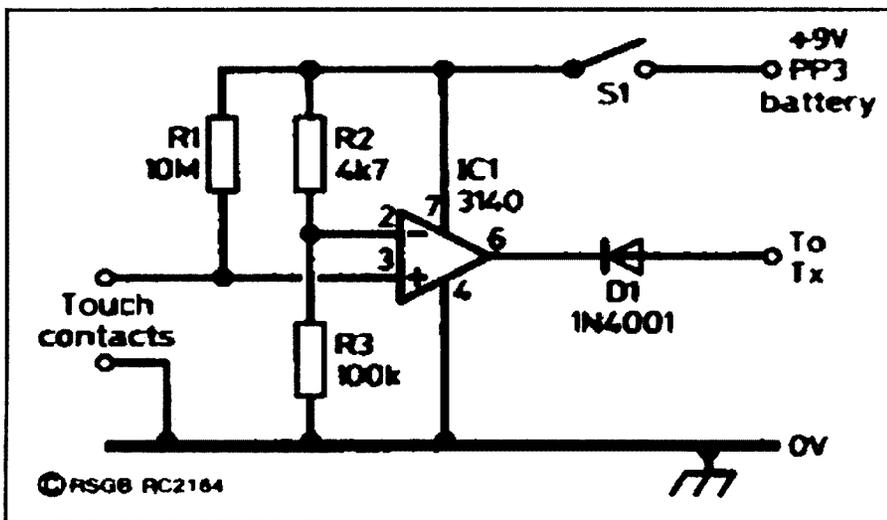 +9V
PP3
battery
S1
R1
10M
R2
4k7
IC1
3140
7
2
−
3
+
6
4
To
Tx
D1
1N4001
Touch
contacts
R3
100k
0V
© RSGB RC2164